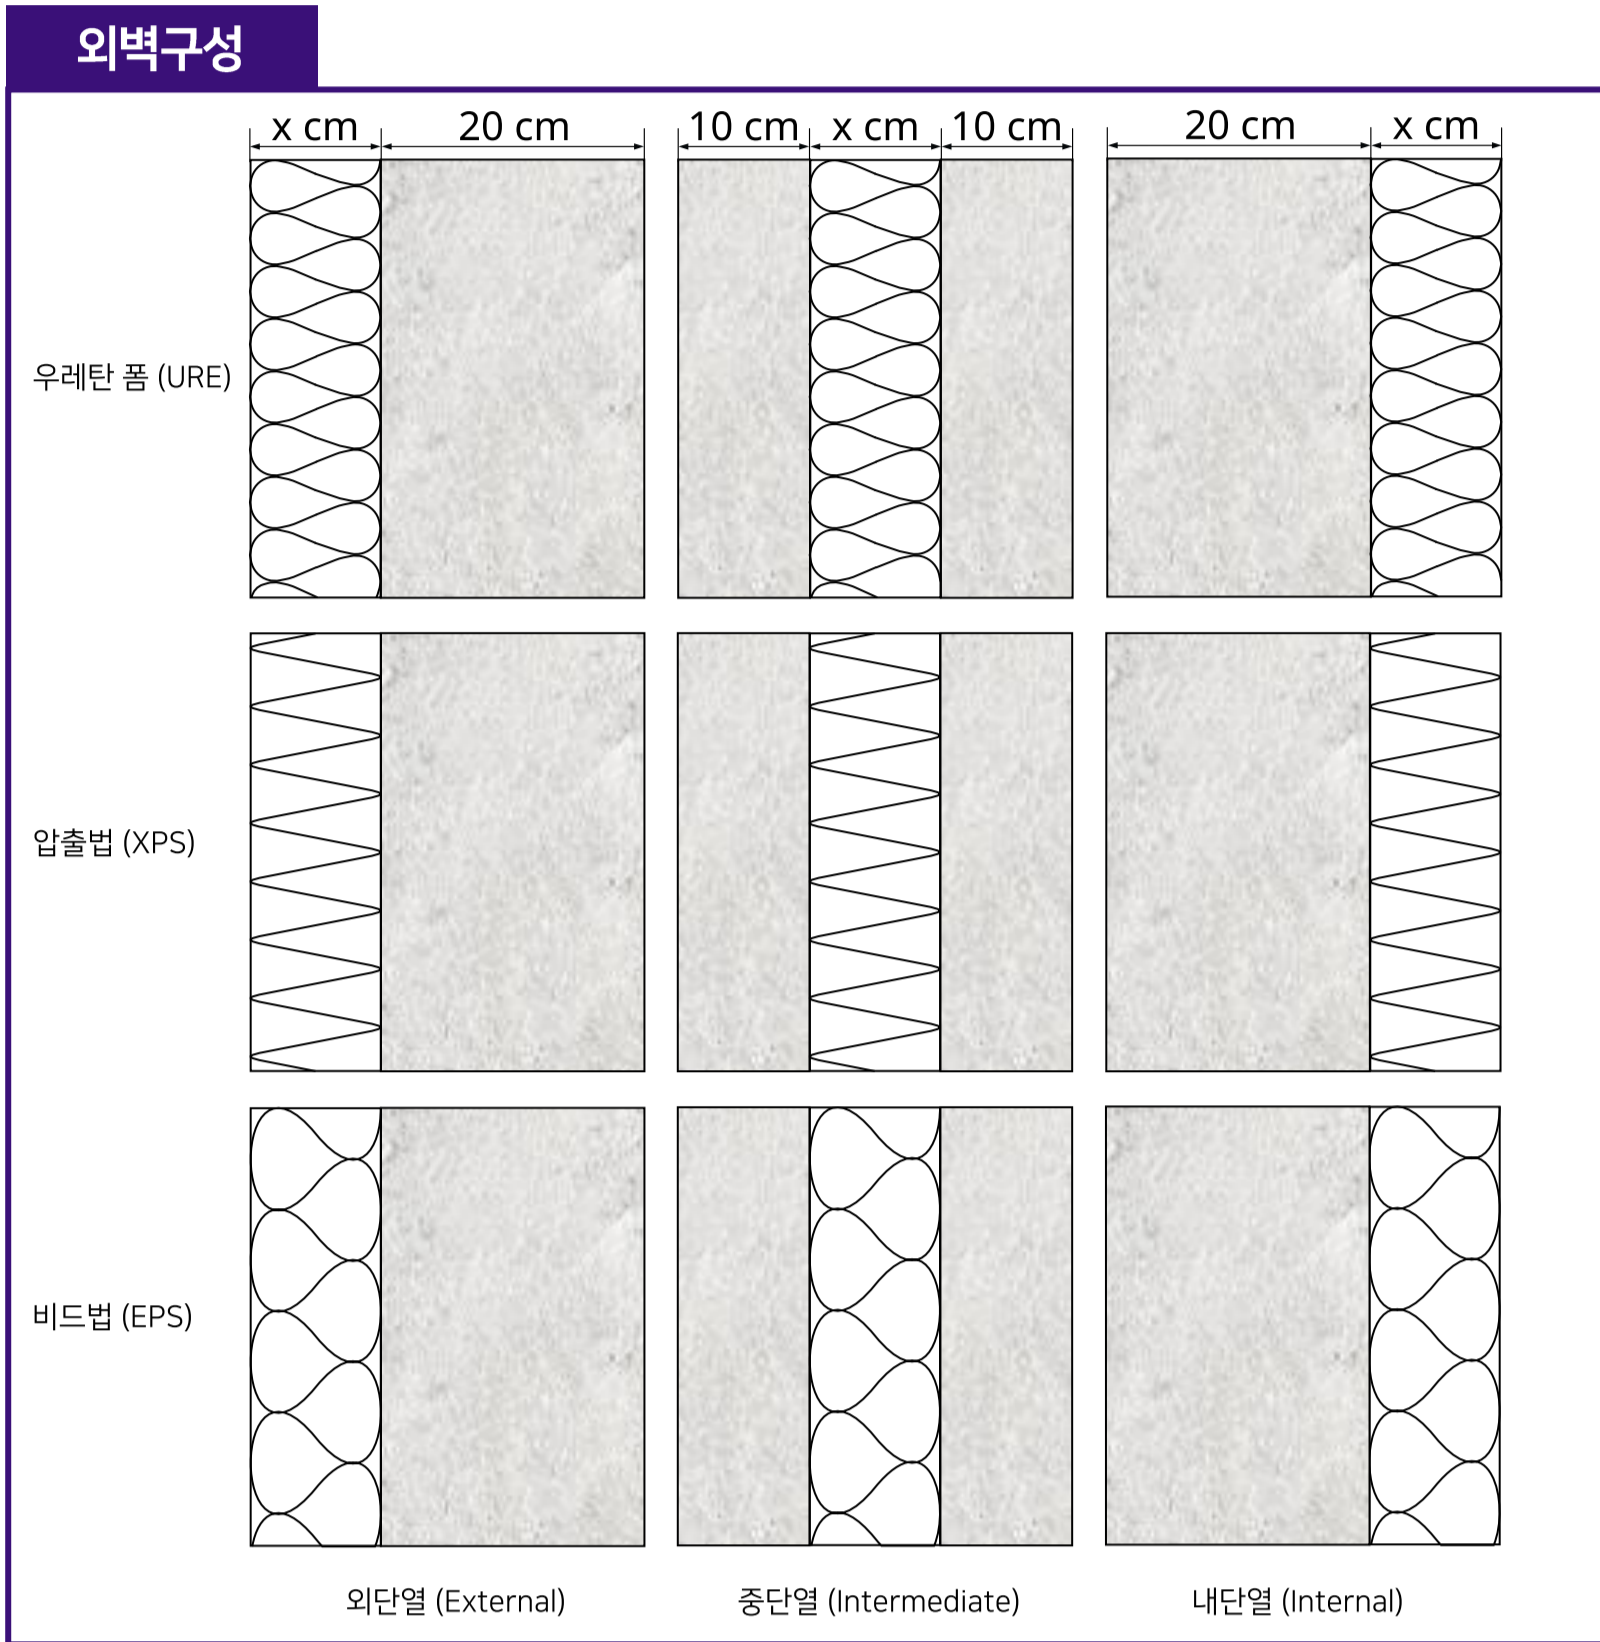 외벽구성
x cm 20 cm 10 cm x cm 10 cm 20 cm x cm
우레탄 폼 (URE)
압출법 (XPS)
비드법 (EPS)
외단열 (External) 중단열 (Intermediate) 내단열 (Internal)